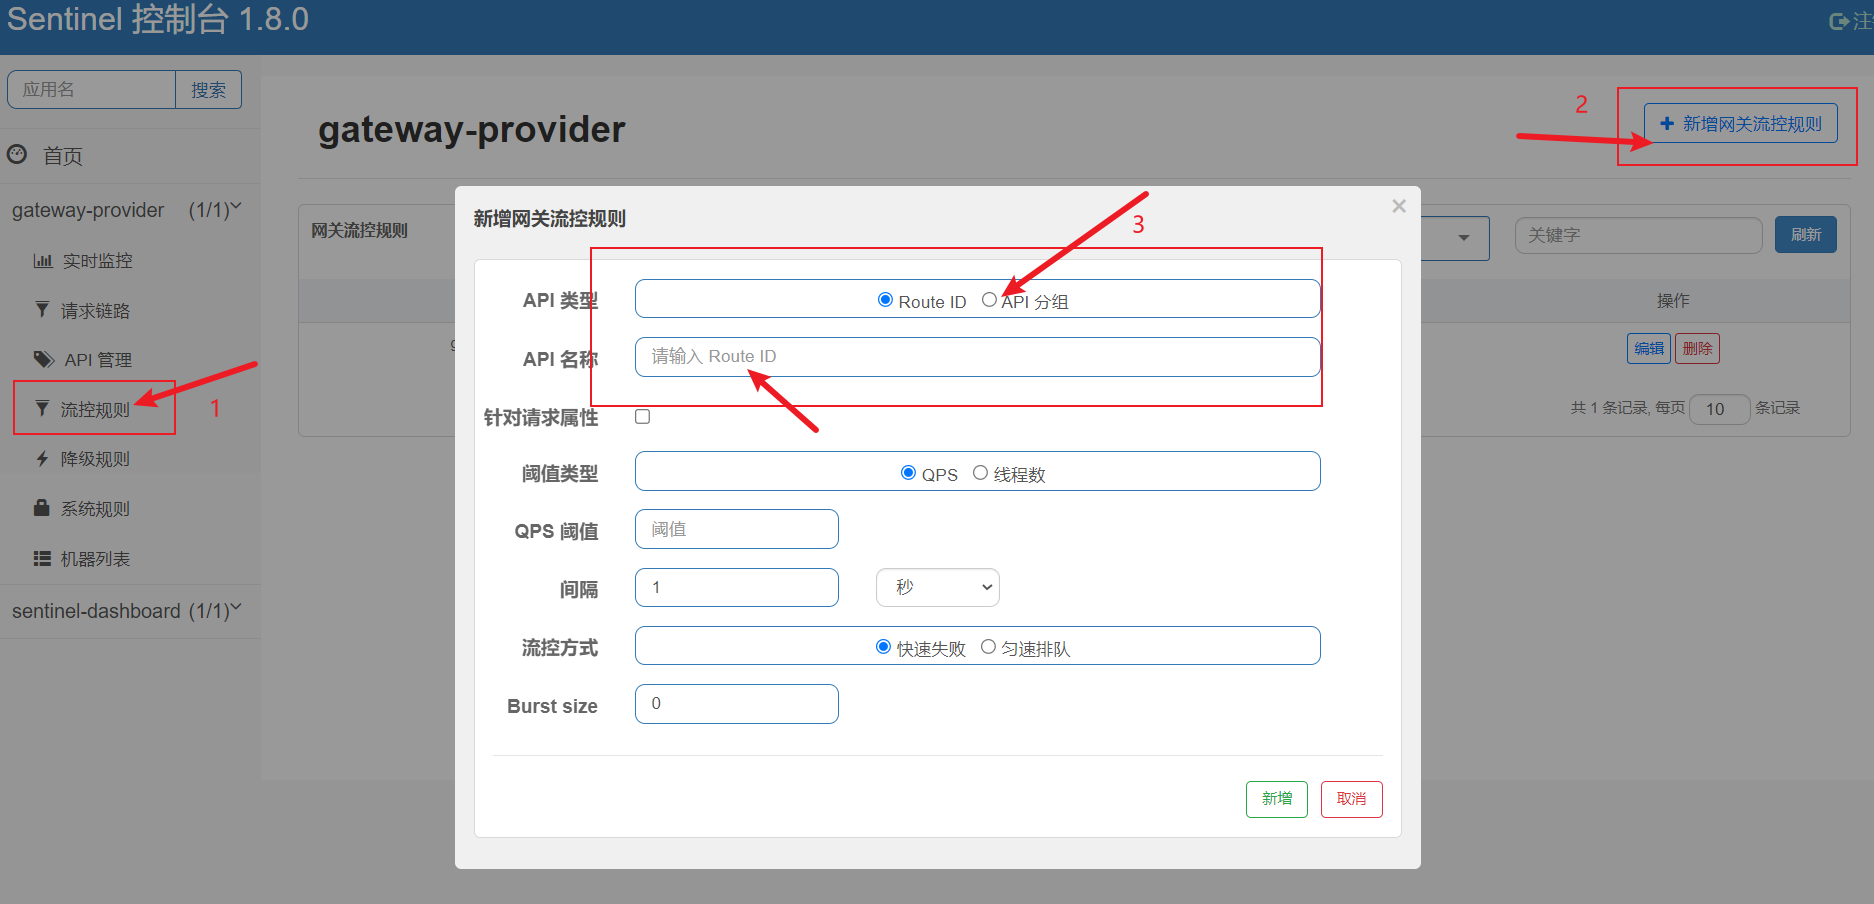 Sentinel 控制台 1.8.0
应用名
搜索
首页
gateway-provider (1/1)
实时监控
请求链路
API 管理
流控规则
1
降级规则
系统规则
机器列表
sentinel-dashboard (1/1)
gateway-provider
2
新增网关流控规则
网关流控规则
关键字
刷新
操作
编辑 删除
共 1 条记录, 每页 10 条记录
新增网关流控规则
×
3
API 类型 Route ID API 分组
API 名称 请输入 Route ID
针对请求属性
阈值类型 QPS 线程数
QPS 阈值 阈值
间隔 1 秒
流控方式 快速失败 匀速排队
Burst size 0
新增 取消